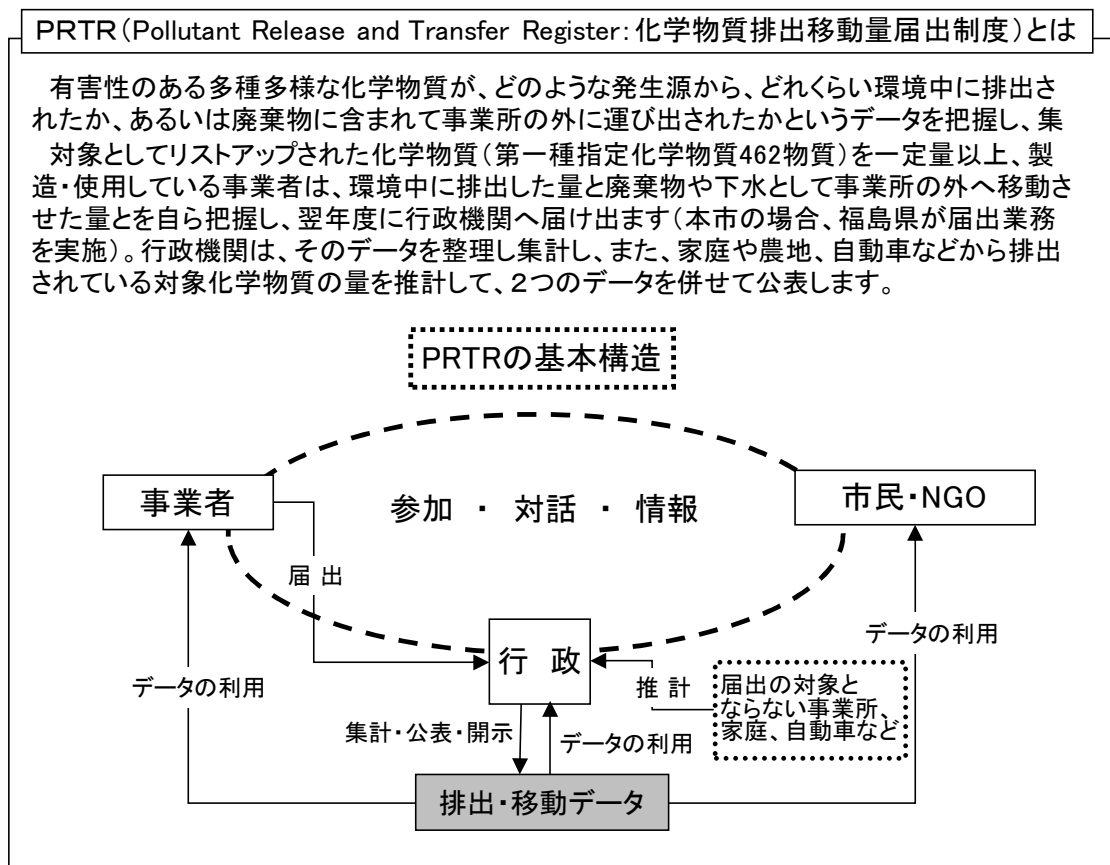 PRTR(Pollutant Release and Transfer Register:化学物質排出移動量届出制度)とは
有害性のある多種多様な化学物質が、どのような発生源から、どれくらい環境中に排出さ
れたか、あるいは廃棄物に含まれて事業所の外に運び出されたかというデータを把握し、集
対象としてリストアップされた化学物質(第一種指定化学物質462物質)を一定量以上、製
造・使用している事業者は、環境中に排出した量と廃棄物や下水として事業所の外へ移動さ
せた量とを自ら把握し、翌年度に行政機関へ届け出ます(本市の場合、福島県が届出業務
を実施)。行政機関は、そのデータを整理し集計し、また、家庭や農地、自動車などから排出
されている対象化学物質の量を推計して、2つのデータを併せて公表します。
PRTRの基本構造
事業者
参加 ・ 対話 ・ 情報
市民・NGO
届 出
行 政
データの利用
データの利用
推 計
届出の対象と
ならない事業所、
家庭、自動車など
集計・公表・開示
データの利用
排出・移動データ